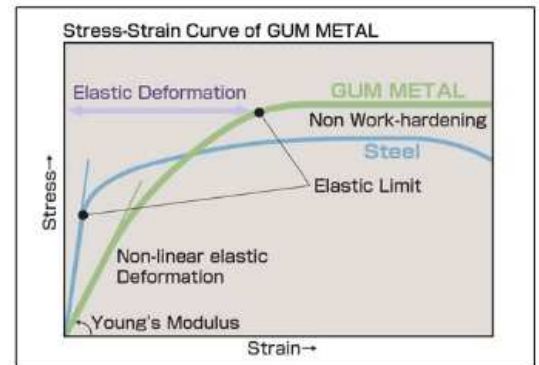 Stress-Strain Curve of GUM METAL
Elastic Deformation
GUM METAL
Non Work-hardening
Steel
Elastic Limit
Stress→
Non-linear elastic
Deformation
Young's Modulus
Strain→